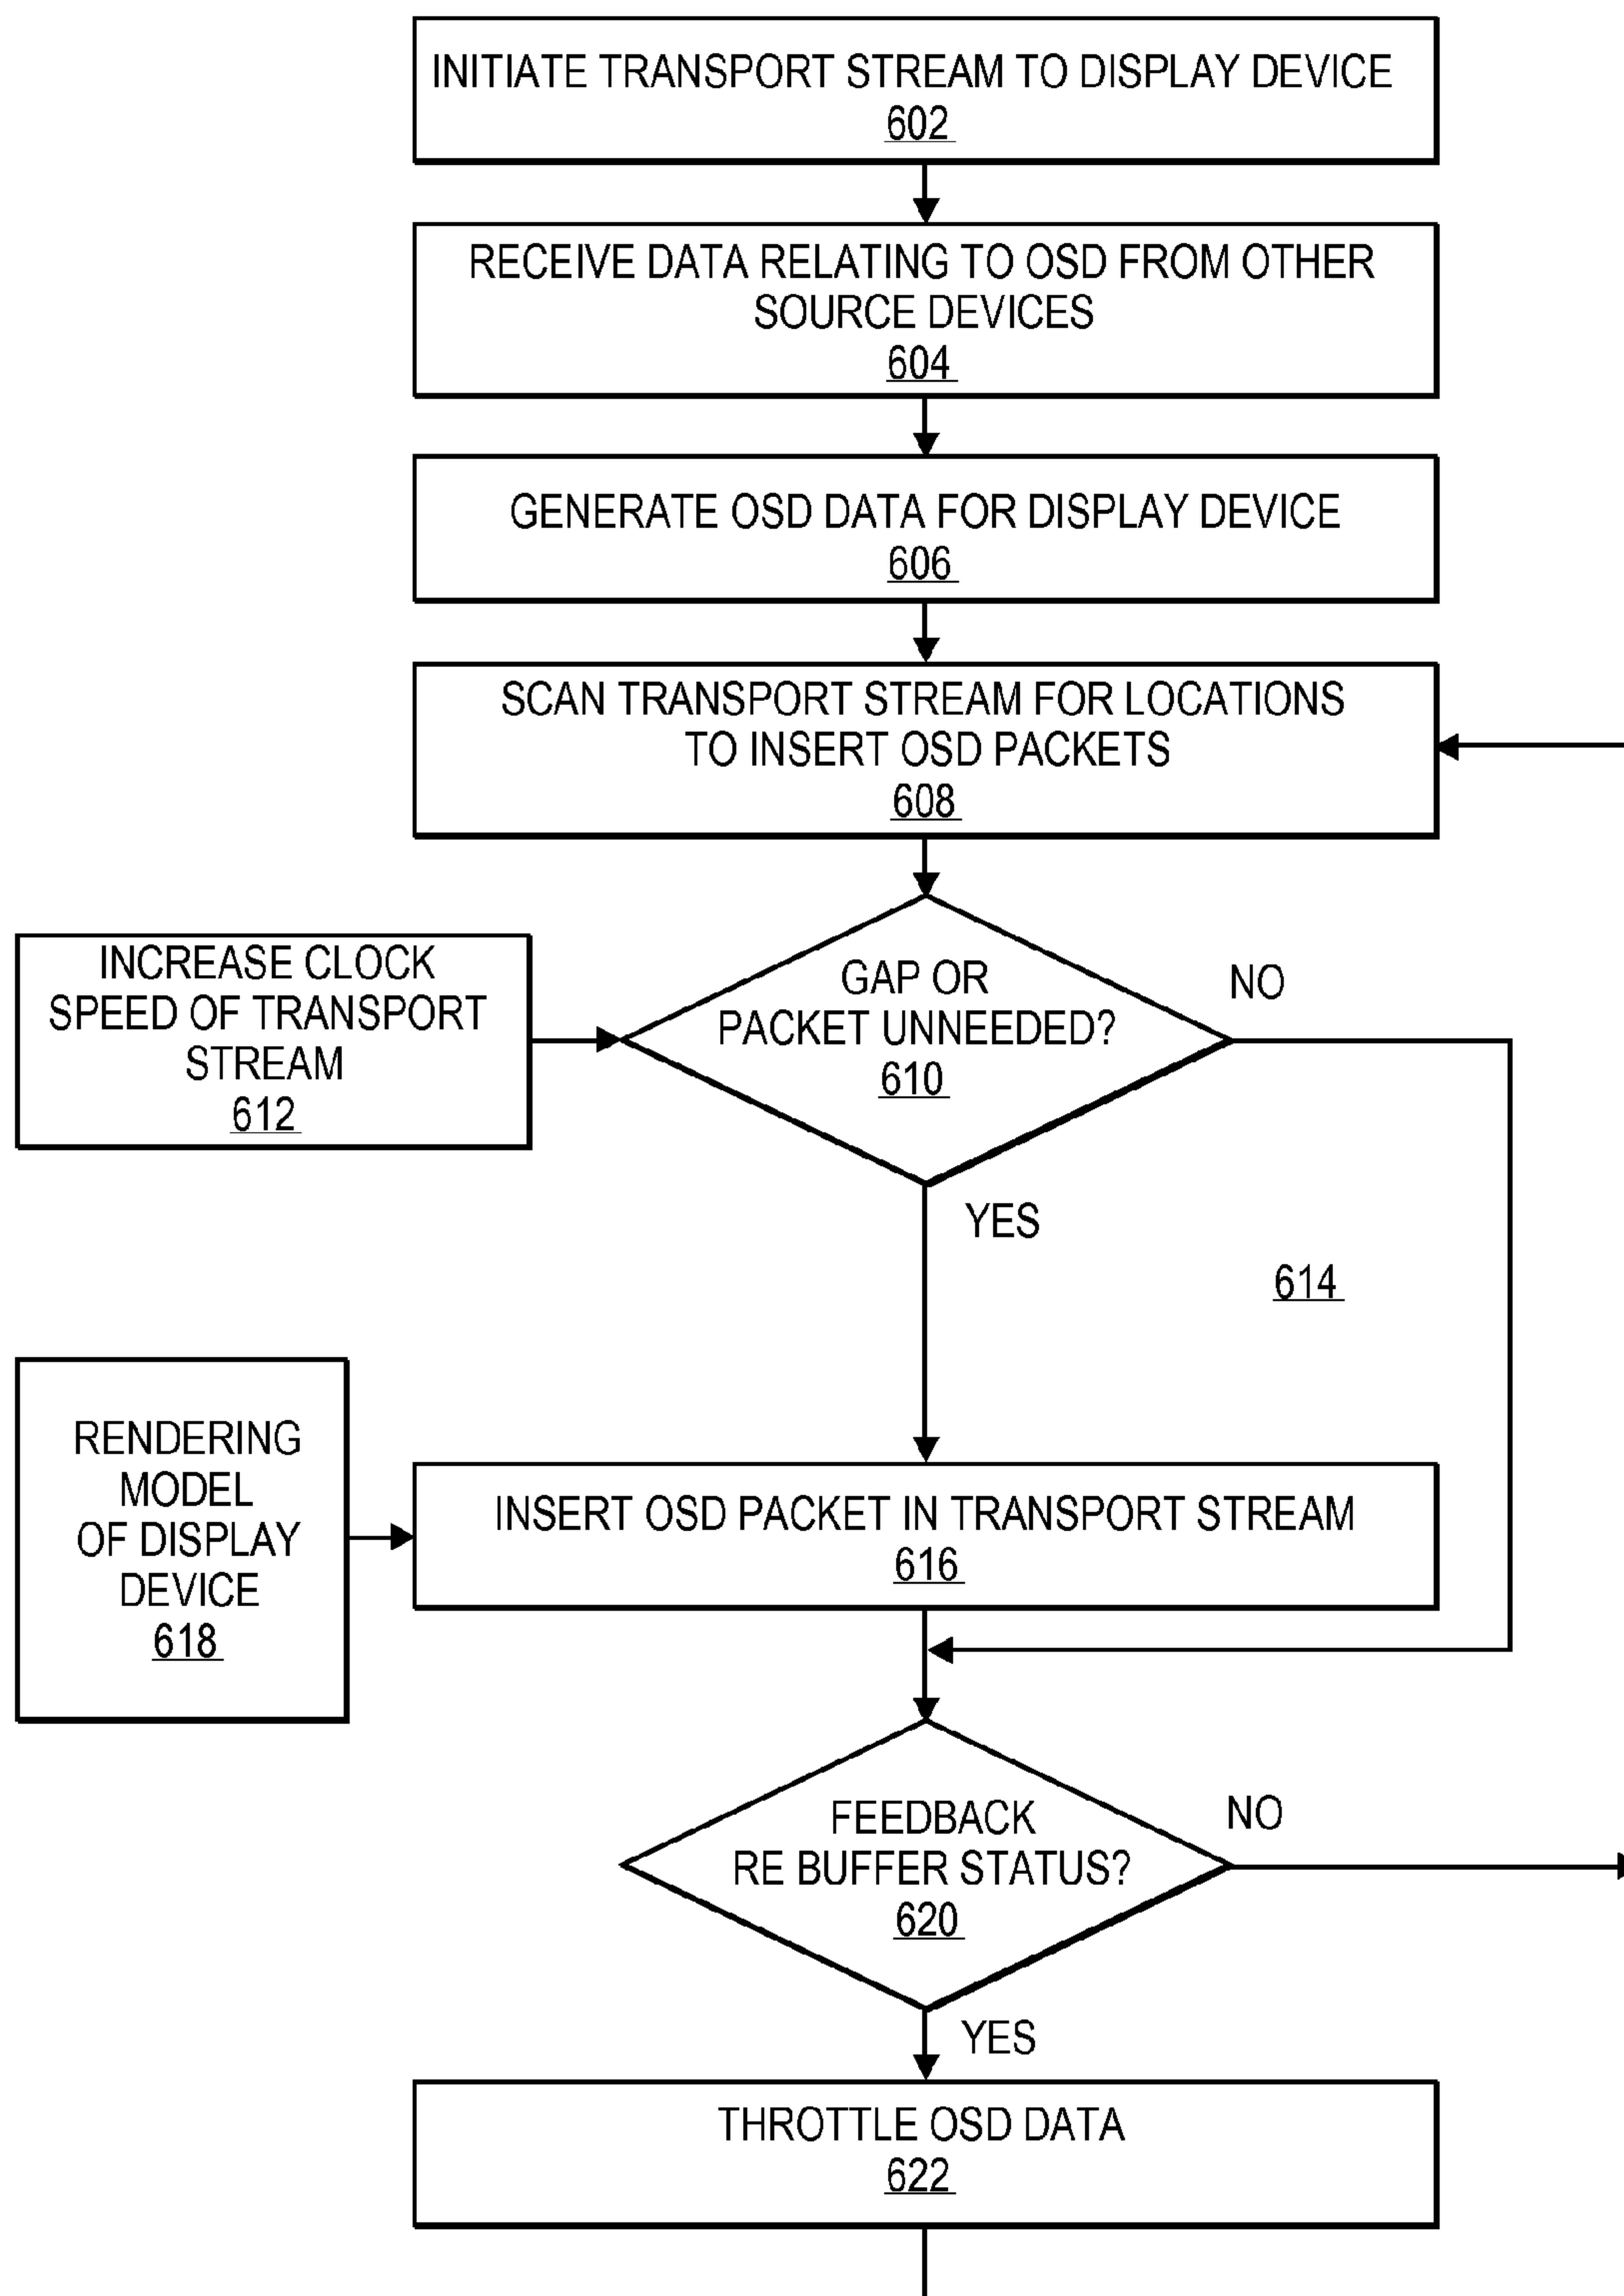 INITIATE TRANSPORT STREAM TO DISPLAY DEVICE
602
RECEIVE DATA RELATING TO OSD FROM OTHER
SOURCE DEVICES
604
GENERATE OSD DATA FOR DISPLAY DEVICE
606
SCAN TRANSPORT STREAM FOR LOCATIONS
TO INSERT OSD PACKETS
608
INCREASE CLOCK
SPEED OF TRANSPORT
STREAM
612
GAP OR
PACKET UNNEEDED?
610
NO
YES
614
RENDERING
MODEL
OF DISPLAY
DEVICE
618
INSERT OSD PACKET IN TRANSPORT STREAM
616
FEEDBACK
RE BUFFER STATUS?
620
NO
YES
THROTTLE OSD DATA
622